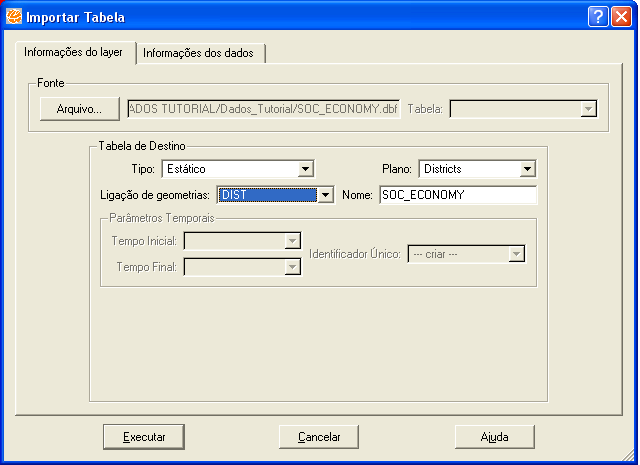 Importar Tabela
Informações do layer Informações dos dados
Fonte
Arquivo... ADOS TUTORIAL/Dados_Tutorial/SOC_ECONOMY.dbf Tabela:
Tabela de Destino
Tipo: Estático Plano: Districts
Ligação de geometrias: DIST Nome: SOC_ECONOMY
Parâmetros Temporais
Tempo Inicial:
Identificador Único: --- criar ---
Tempo Final:
Executar Cancelar Ajuda